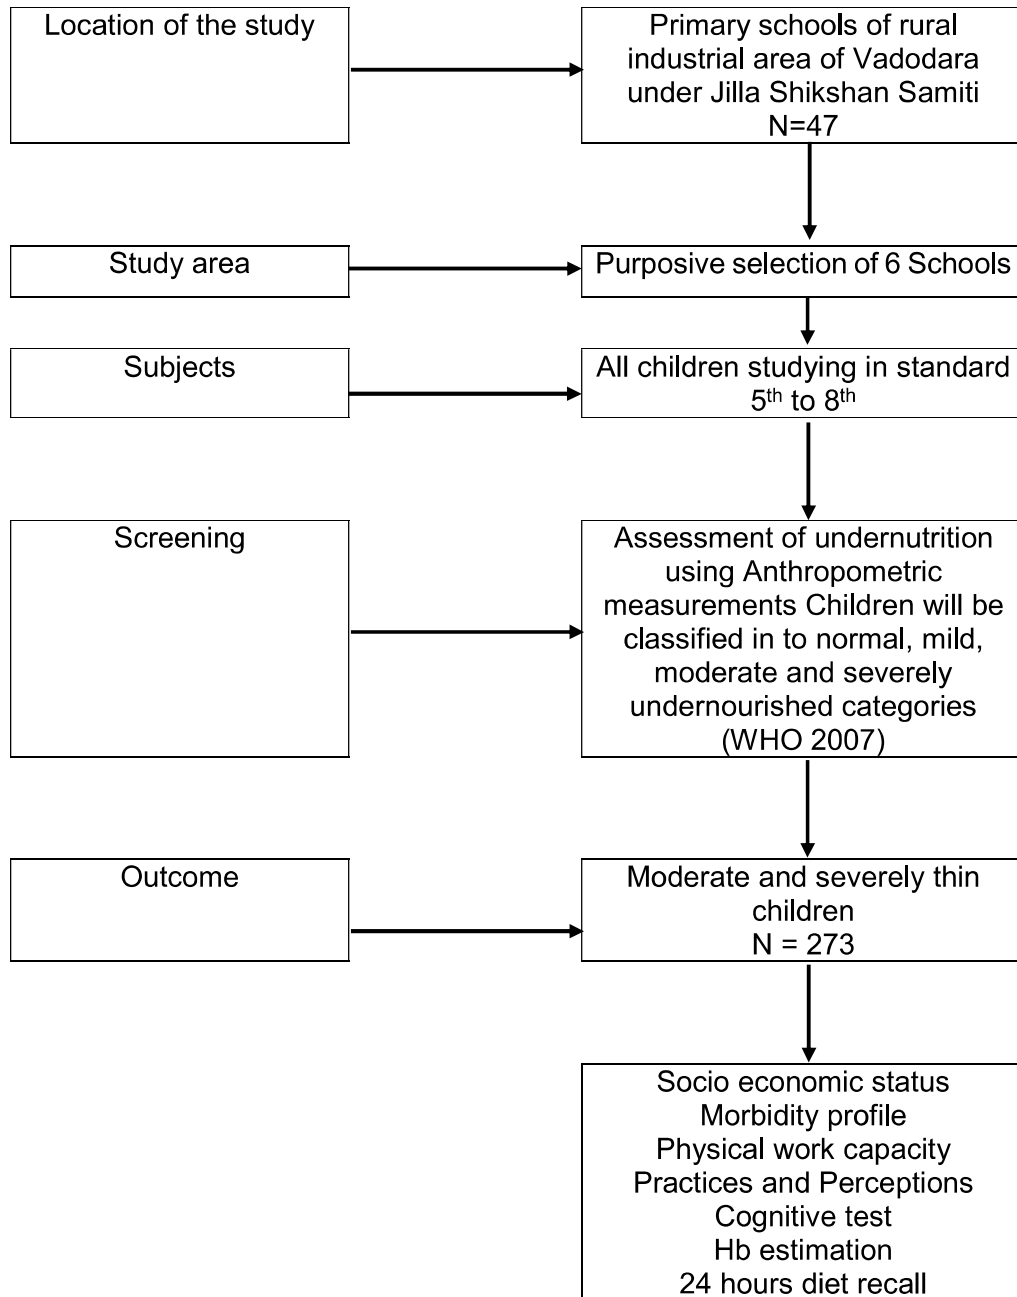 Location of the study
Primary schools of rural
industrial area of Vadodara
under Jilla Shikshan Samiti
N=47
Study area
Purposive selection of 6 Schools
Subjects
All children studying in standard
5th to 8th
Screening
Assessment of undernutrition
using Anthropometric
measurements Children will be
classified in to normal, mild,
moderate and severely
undernourished categories
(WHO 2007)
Outcome
Moderate and severely thin
children
N = 273
Socio economic status
Morbidity profile
Physical work capacity
Practices and Perceptions
Cognitive test
Hb estimation
24 hours diet recall